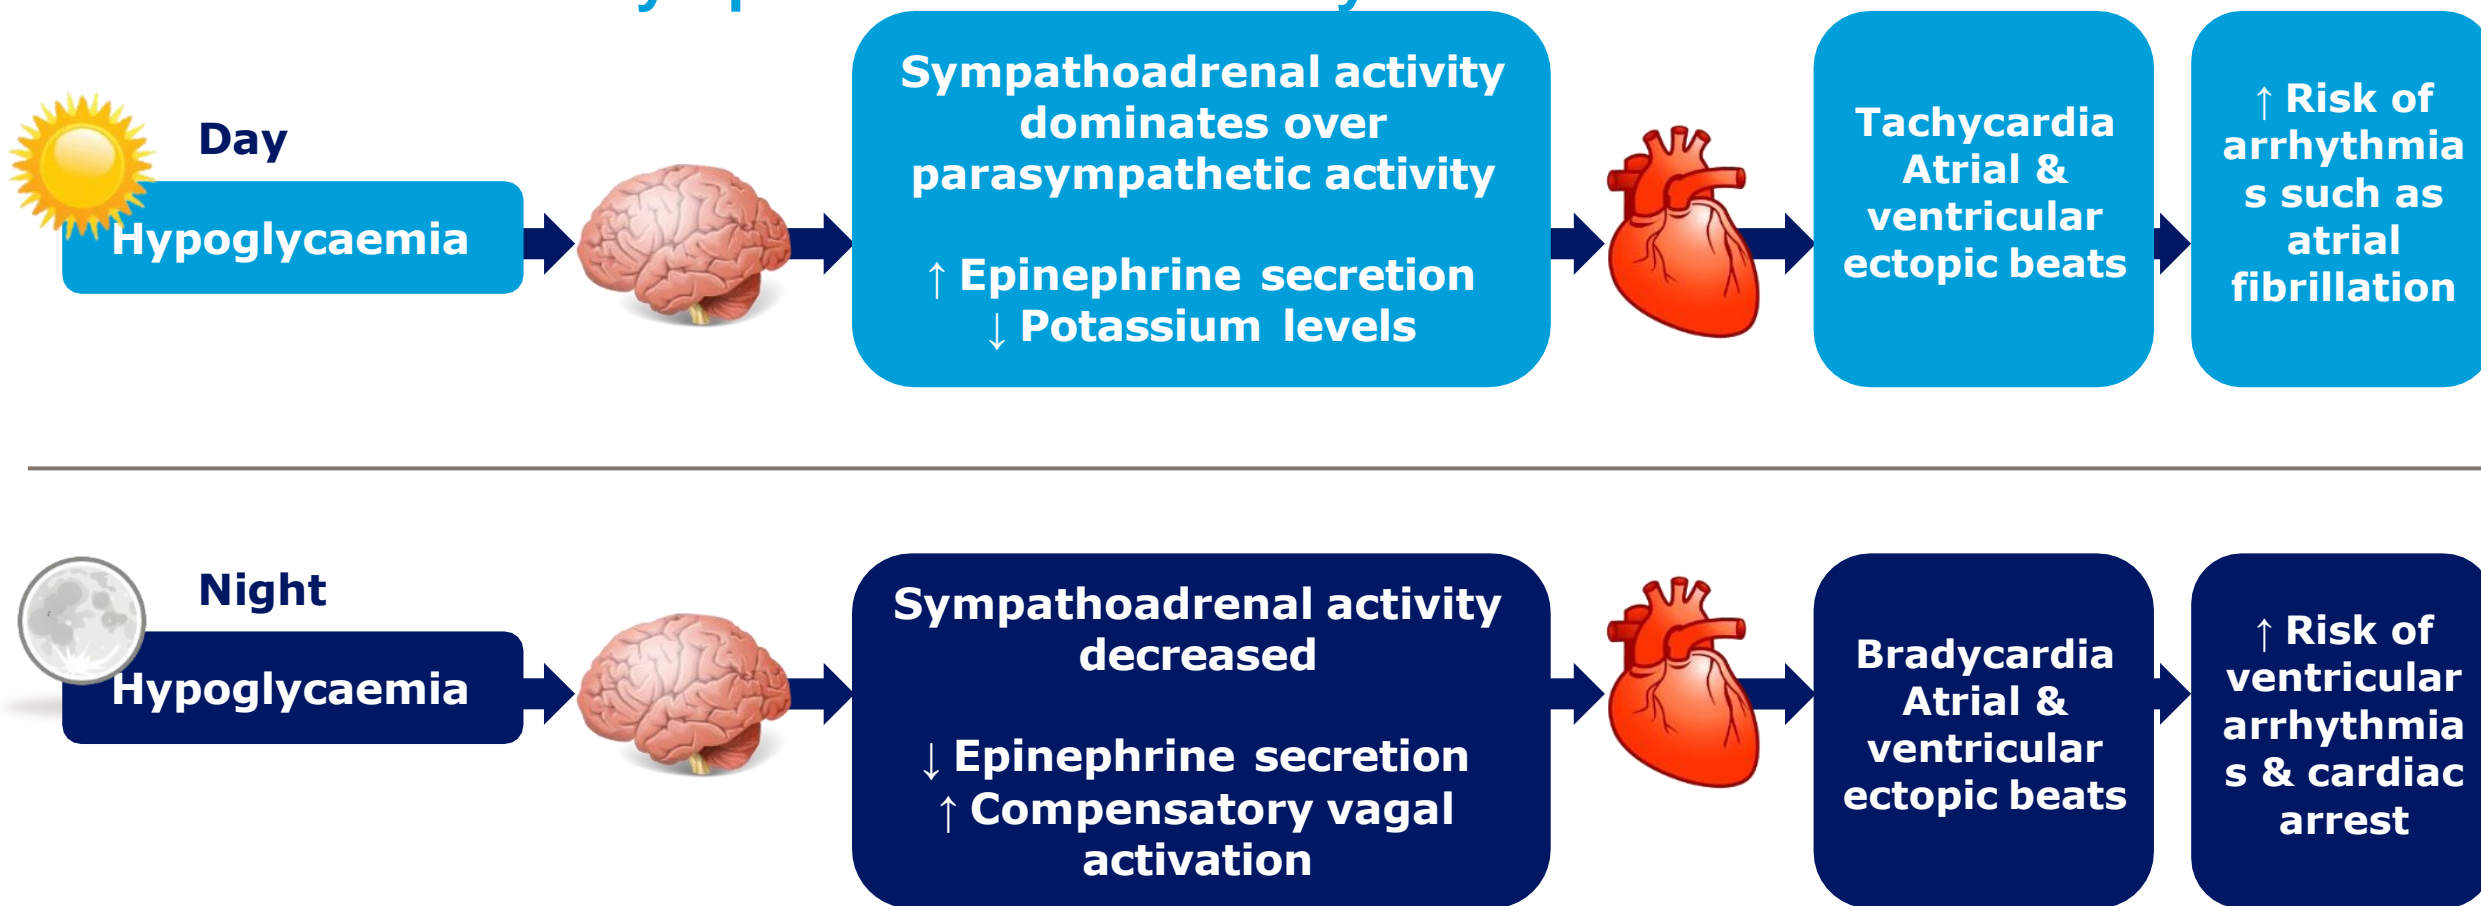 Day
Hypoglycaemia
Sympathoadrenal activity
dominates over
parasympathetic activity
↑ Epinephrine secretion
↓ Potassium levels
Tachycardia
Atrial &
ventricular
ectopic beats
↑ Risk of
arrhythmia
s such as
atrial
fibrillation
Night
Hypoglycaemia
Sympathoadrenal activity
decreased
↓ Epinephrine secretion
↑ Compensatory vagal
activation
Bradycardia
Atrial &
ventricular
ectopic beats
↑ Risk of
ventricular
arrhythmia
s & cardiac
arrest